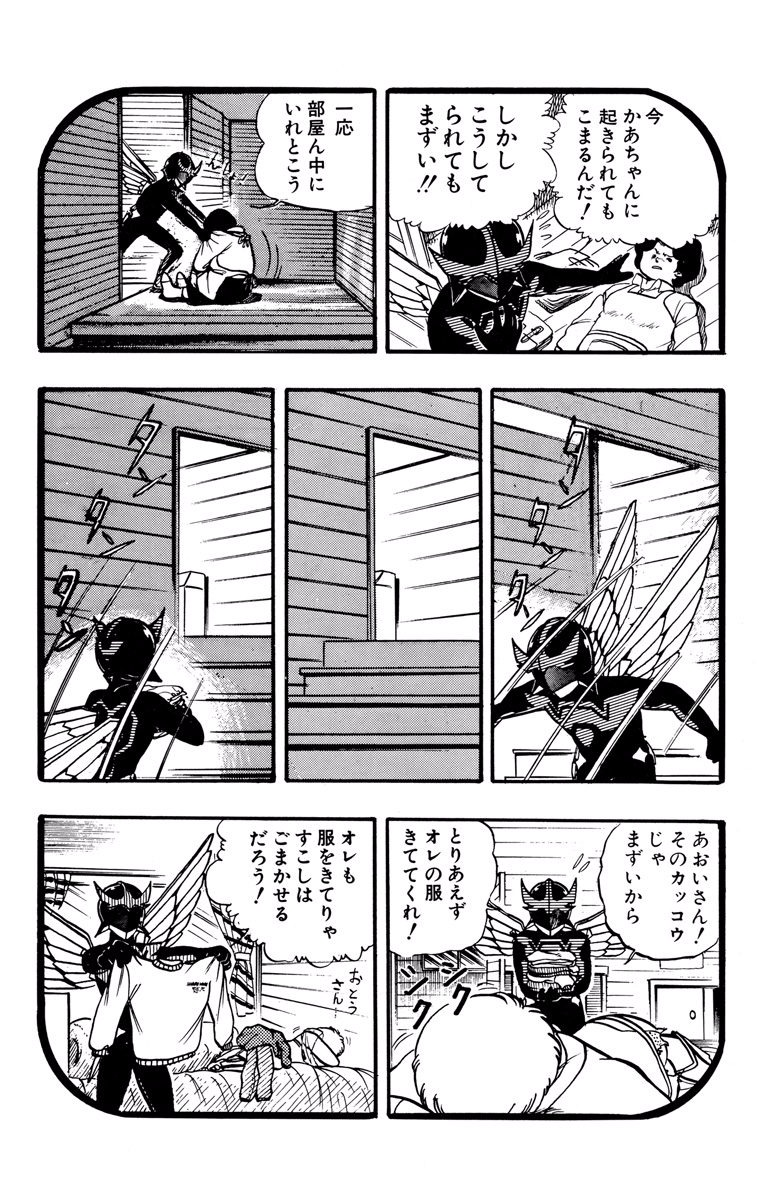 今
かあちゃんに
起きられても
こまるんだ！
しかし
こうして
られても
まずい！！
一応
部屋ん中に
いれとこう
タン
タン
タン
タン
タン
タン
あおいさん！
そのカッコウ
じゃ
まずいから
とりあえず
オレの服
きててくれ！
シク
シク
オレも
服をきてりゃ
すこしは
ごまかせる
だろう！
おとう
さん…